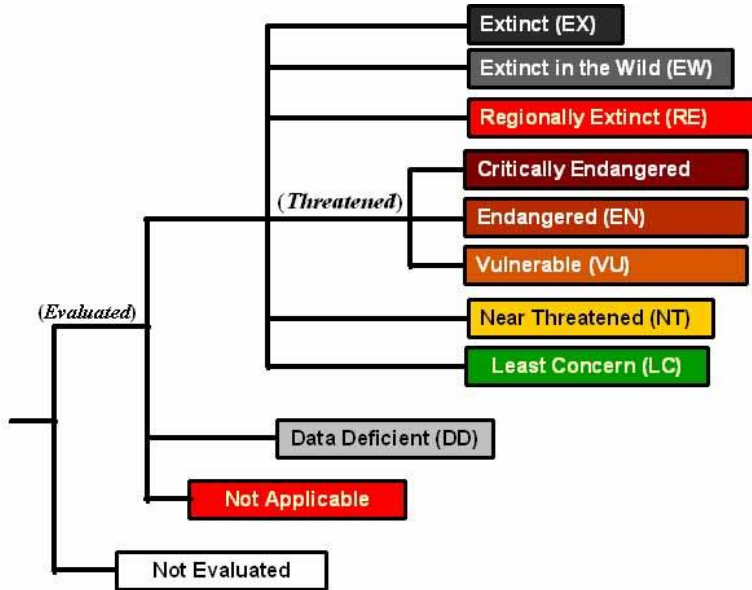 Extinct (EX)
Extinct in the Wild (EW)
Regionally Extinct (RE)
Critically Endangered
(Threatened)
Endangered (EN)
Vulnerable (VU)
(Evaluated)
Near Threatened (NT)
Least Concern (LC)
Data Deficient (DD)
Not Applicable
Not Evaluated